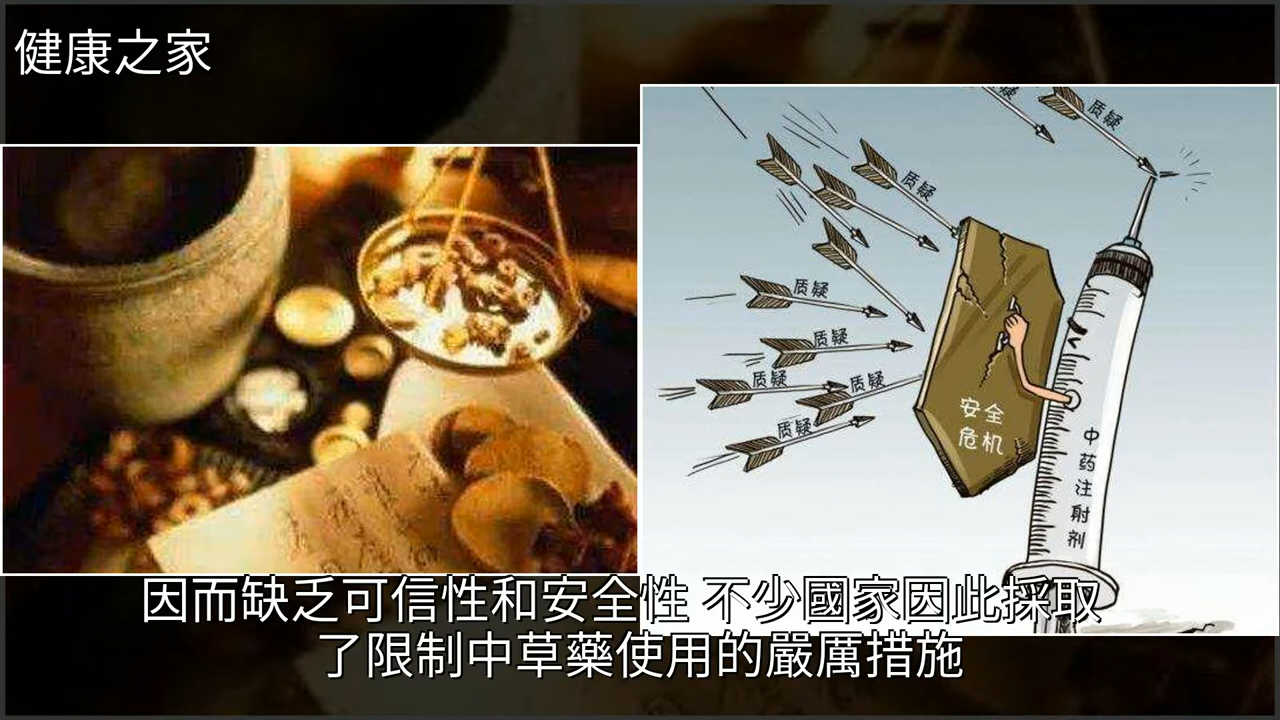 健康之家
质疑
质疑
质疑
质疑
质疑
质疑
质疑
质疑
安全
危机
中药注射剂
因而缺乏可信性和安全性 不少國家因此採取
了限制中草藥使用的嚴厲措施